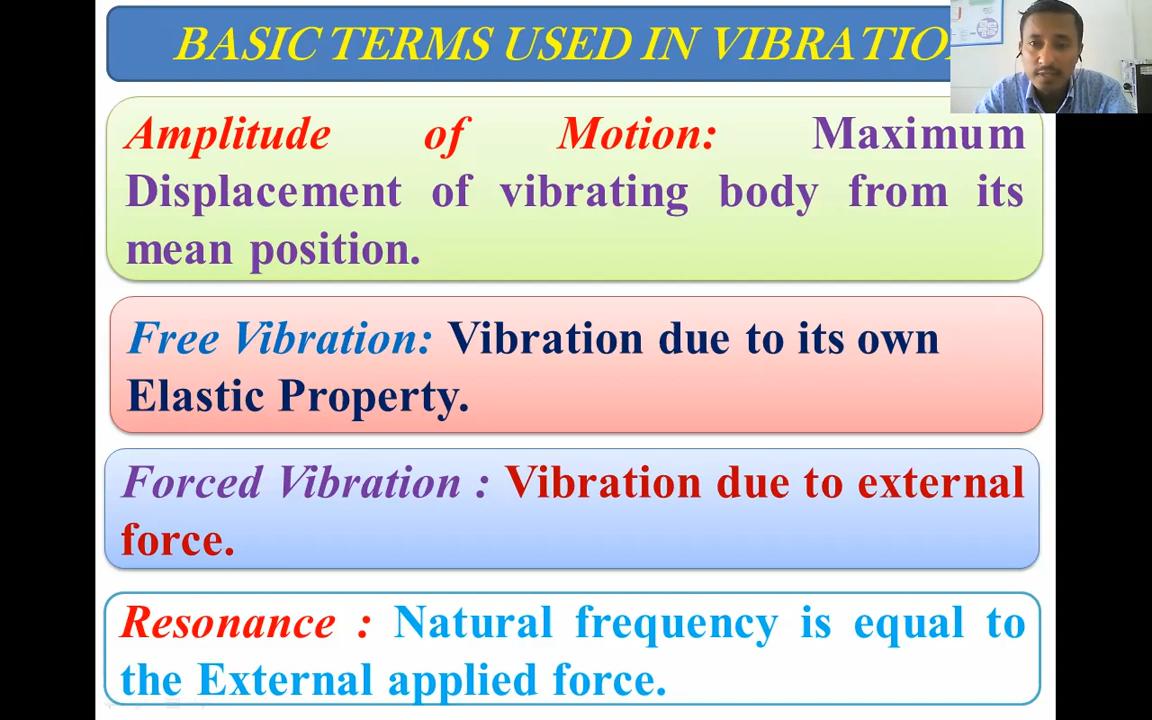 BASIC TERMS USED IN VIBRATIO
Amplitude of Motion: Maximum
Displacement of vibrating body from its
mean position.
Free Vibration: Vibration due to its own
Elastic Property.
Forced Vibration : Vibration due to external
force.
Resonance : Natural frequency is equal to
the External applied force.